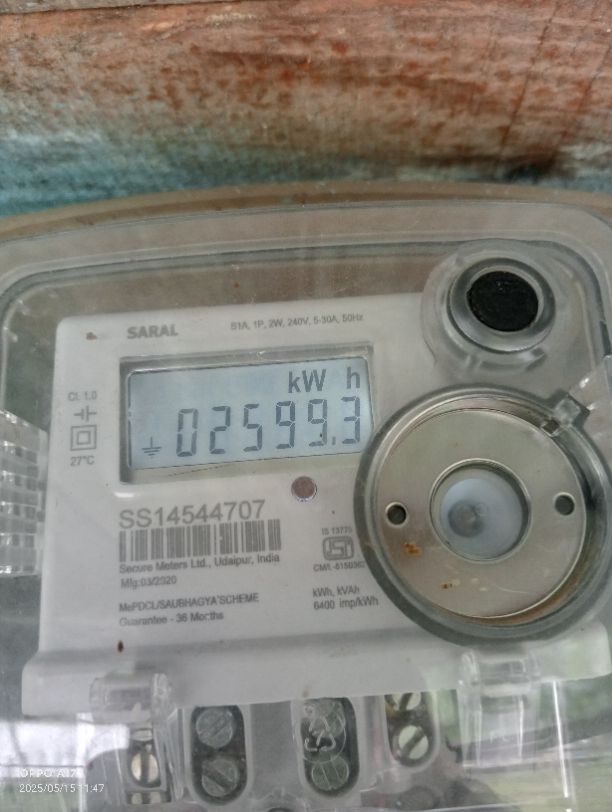 SARAL
B1A, 1P, 2W, 240V, 5-30A, 50Hz
kW h
02599.3
Cl. 1.0
27°C
SS14544707
Secure Meters Ltd., Udaipur, India
Mfg:03/2020
IS 13779
CM/L-8150363
MePDCL/SAUBHAGYA SCHEME
Guarantee - 36 Months
kWh, kVAh
6400 imp/kWh
OPPO A17
2025/05/15 11:47